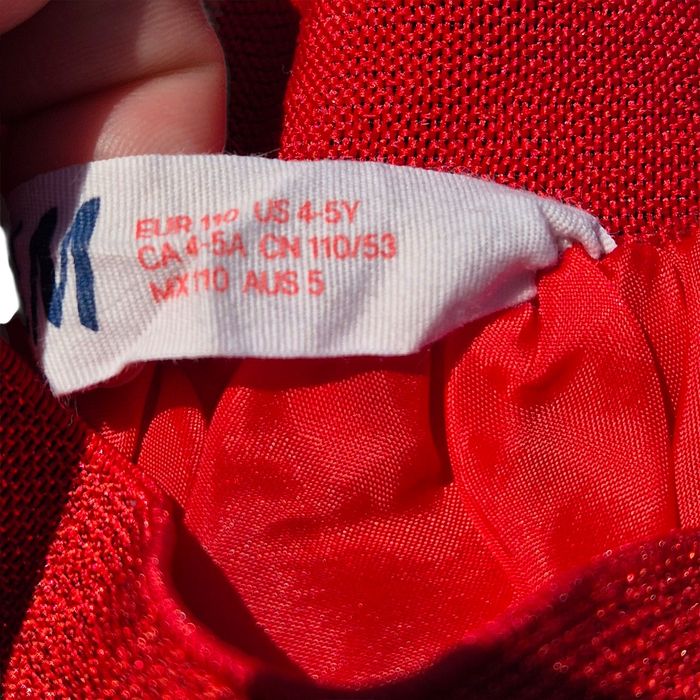 M
EUR 110 US 4-5Y
CA 4-5A CN 110/53
MX110 AUS 5